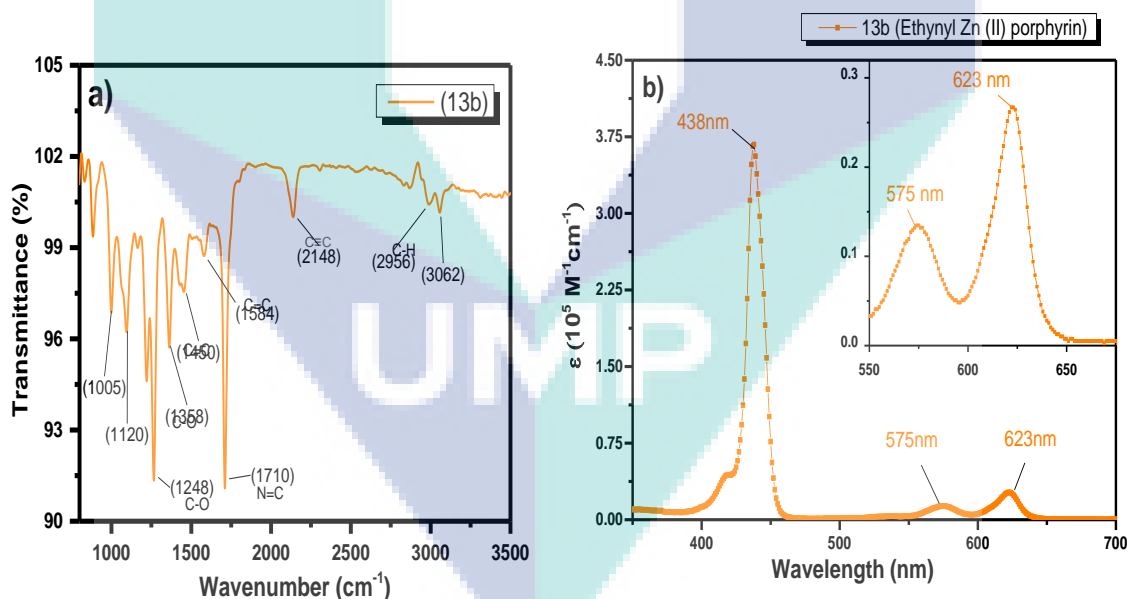 13b (Ethynyl Zn (II) porphyrin)
a)
(13b)
Transmittance (%)
105
102
99
96
93
90
(1005)
(1120)
(1248)
C-O
(1358)
C-O
(1450)
(1710)
N=C
C=C
(1584)
C≡C
(2148)
C-H
(2956)
(3062)
1000
1500
2000
2500
3000
3500
Wavenumber (cm-1)
UMP
b)
ε (10⁵ M⁻¹cm⁻¹)
4.50
3.75
3.00
2.25
1.50
0.75
0.00
438nm
575nm
623nm
400
500
600
700
Wavelength (nm)
0.3
0.2
0.1
0.0
575 nm
623 nm
550
600
650